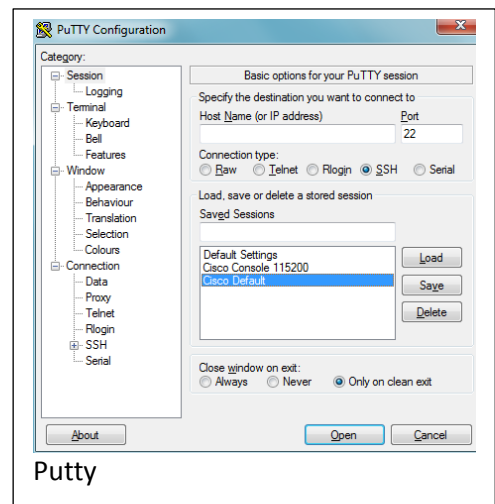 PuTTY Configuration
Category:
Session
Logging
Terminal
Keyboard
Bell
Features
Window
Appearance
Behaviour
Translation
Selection
Colours
Connection
Data
Proxy
Telnet
Rlogin
SSH
Serial
Basic options for your PuTTY session
Specify the destination you want to connect to
Host Name (or IP address) Port
22
Connection type:
Raw Telnet Rlogin SSH Serial
Load, save or delete a stored session
Saved Sessions
Default Settings
Cisco Console 115200
Cisco Default
Load
Save
Delete
Close window on exit:
Always Never Only on clean exit
About Open Cancel
Putty